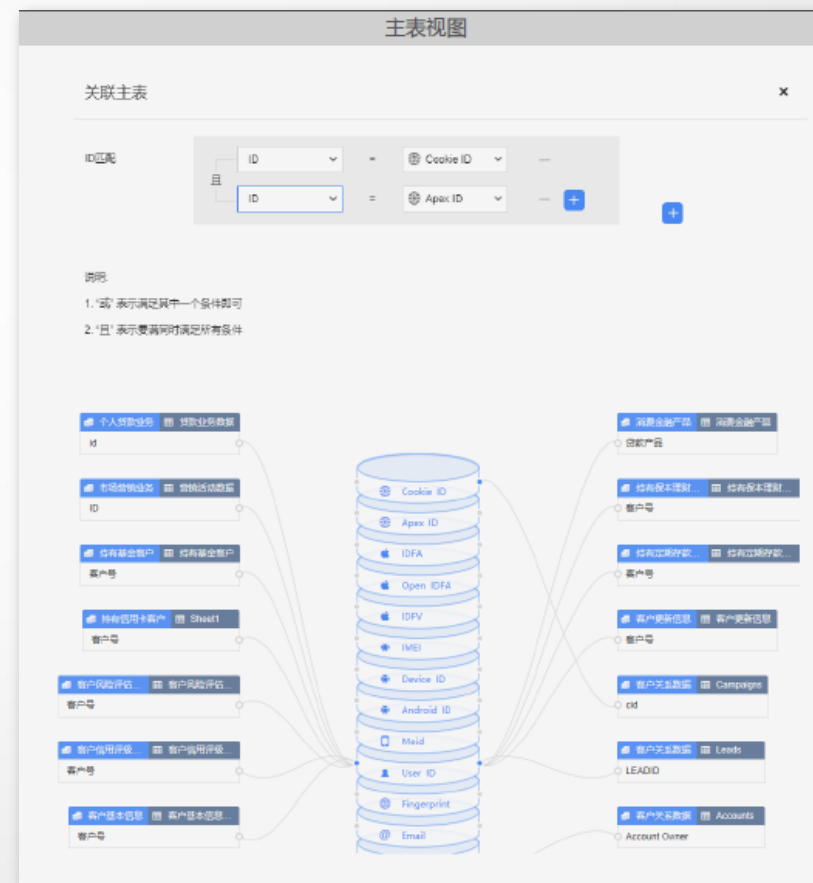 主表视图
关联主表 ×
ID匹配
且
ID = Cookie ID
ID = Apex ID
说明:
1. "或" 表示满足其中一个条件即可
2. "且" 表示要满同时满足所有条件
个人贷款业务 贷款业务数据
id
市场营销业务 营销活动数据
ID
持有基金账户 持有基金账户
客户号
持有信用卡客户 Sheet1
客户号
客户风险评估... 客户风险评估...
客户号
客户信用评级... 客户信用评级...
客户号
客户基本信息 客户基本信息...
客户号
Cookie ID
Apex ID
IDFA
Open IDFA
IDFV
IMEI
Device ID
Android ID
Meid
User ID
Fingerprint
Email
消费金融产品 消费金融产品
贷款产品
持有保本理财... 持有保本理财...
客户号
持有定期存款... 持有定期存款...
客户号
客户更新信息 客户更新信息
客户号
客户关系数据 Campaigns
cid
客户关系数据 Leads
LEADID
客户关系数据 Accounts
Account Owner